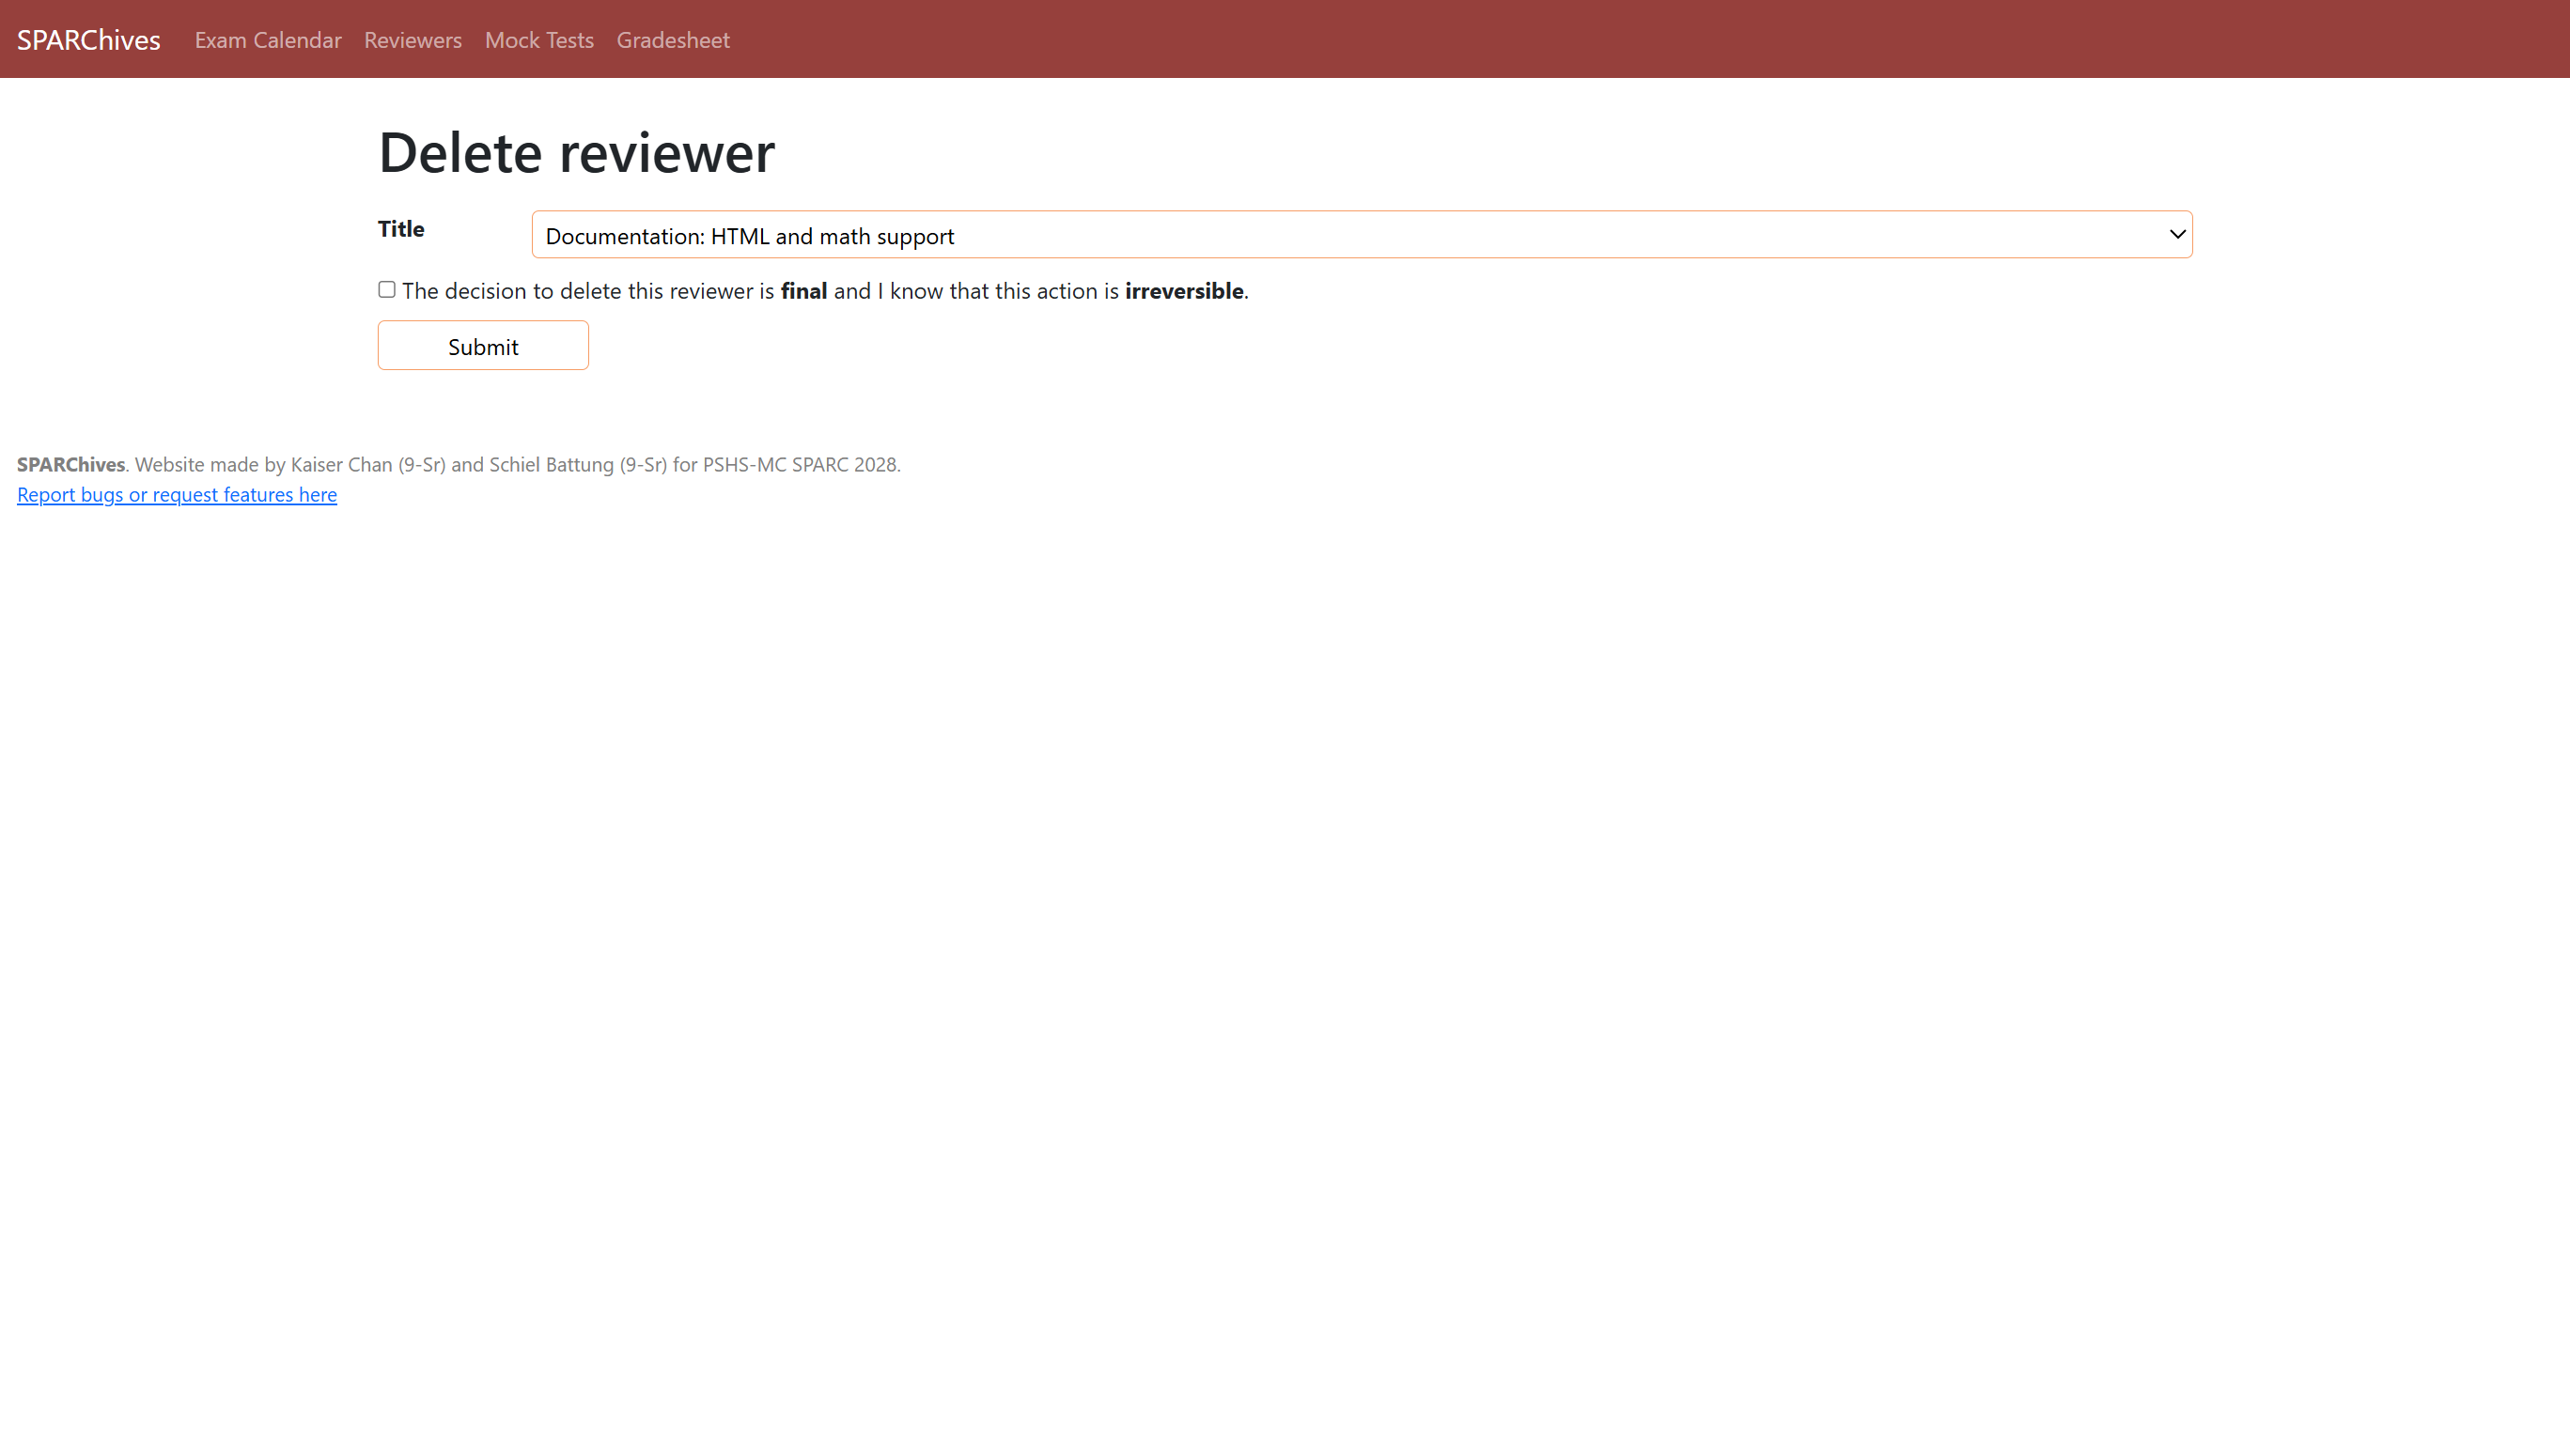 SPARChives Exam Calendar Reviewers Mock Tests Gradesheet
Delete reviewer
Title Documentation: HTML and math support
The decision to delete this reviewer is final and I know that this action is irreversible.
Submit
SPARChives. Website made by Kaiser Chan (9-Sr) and Schiel Battung (9-Sr) for PSHS-MC SPARC 2028.
Report bugs or request features here